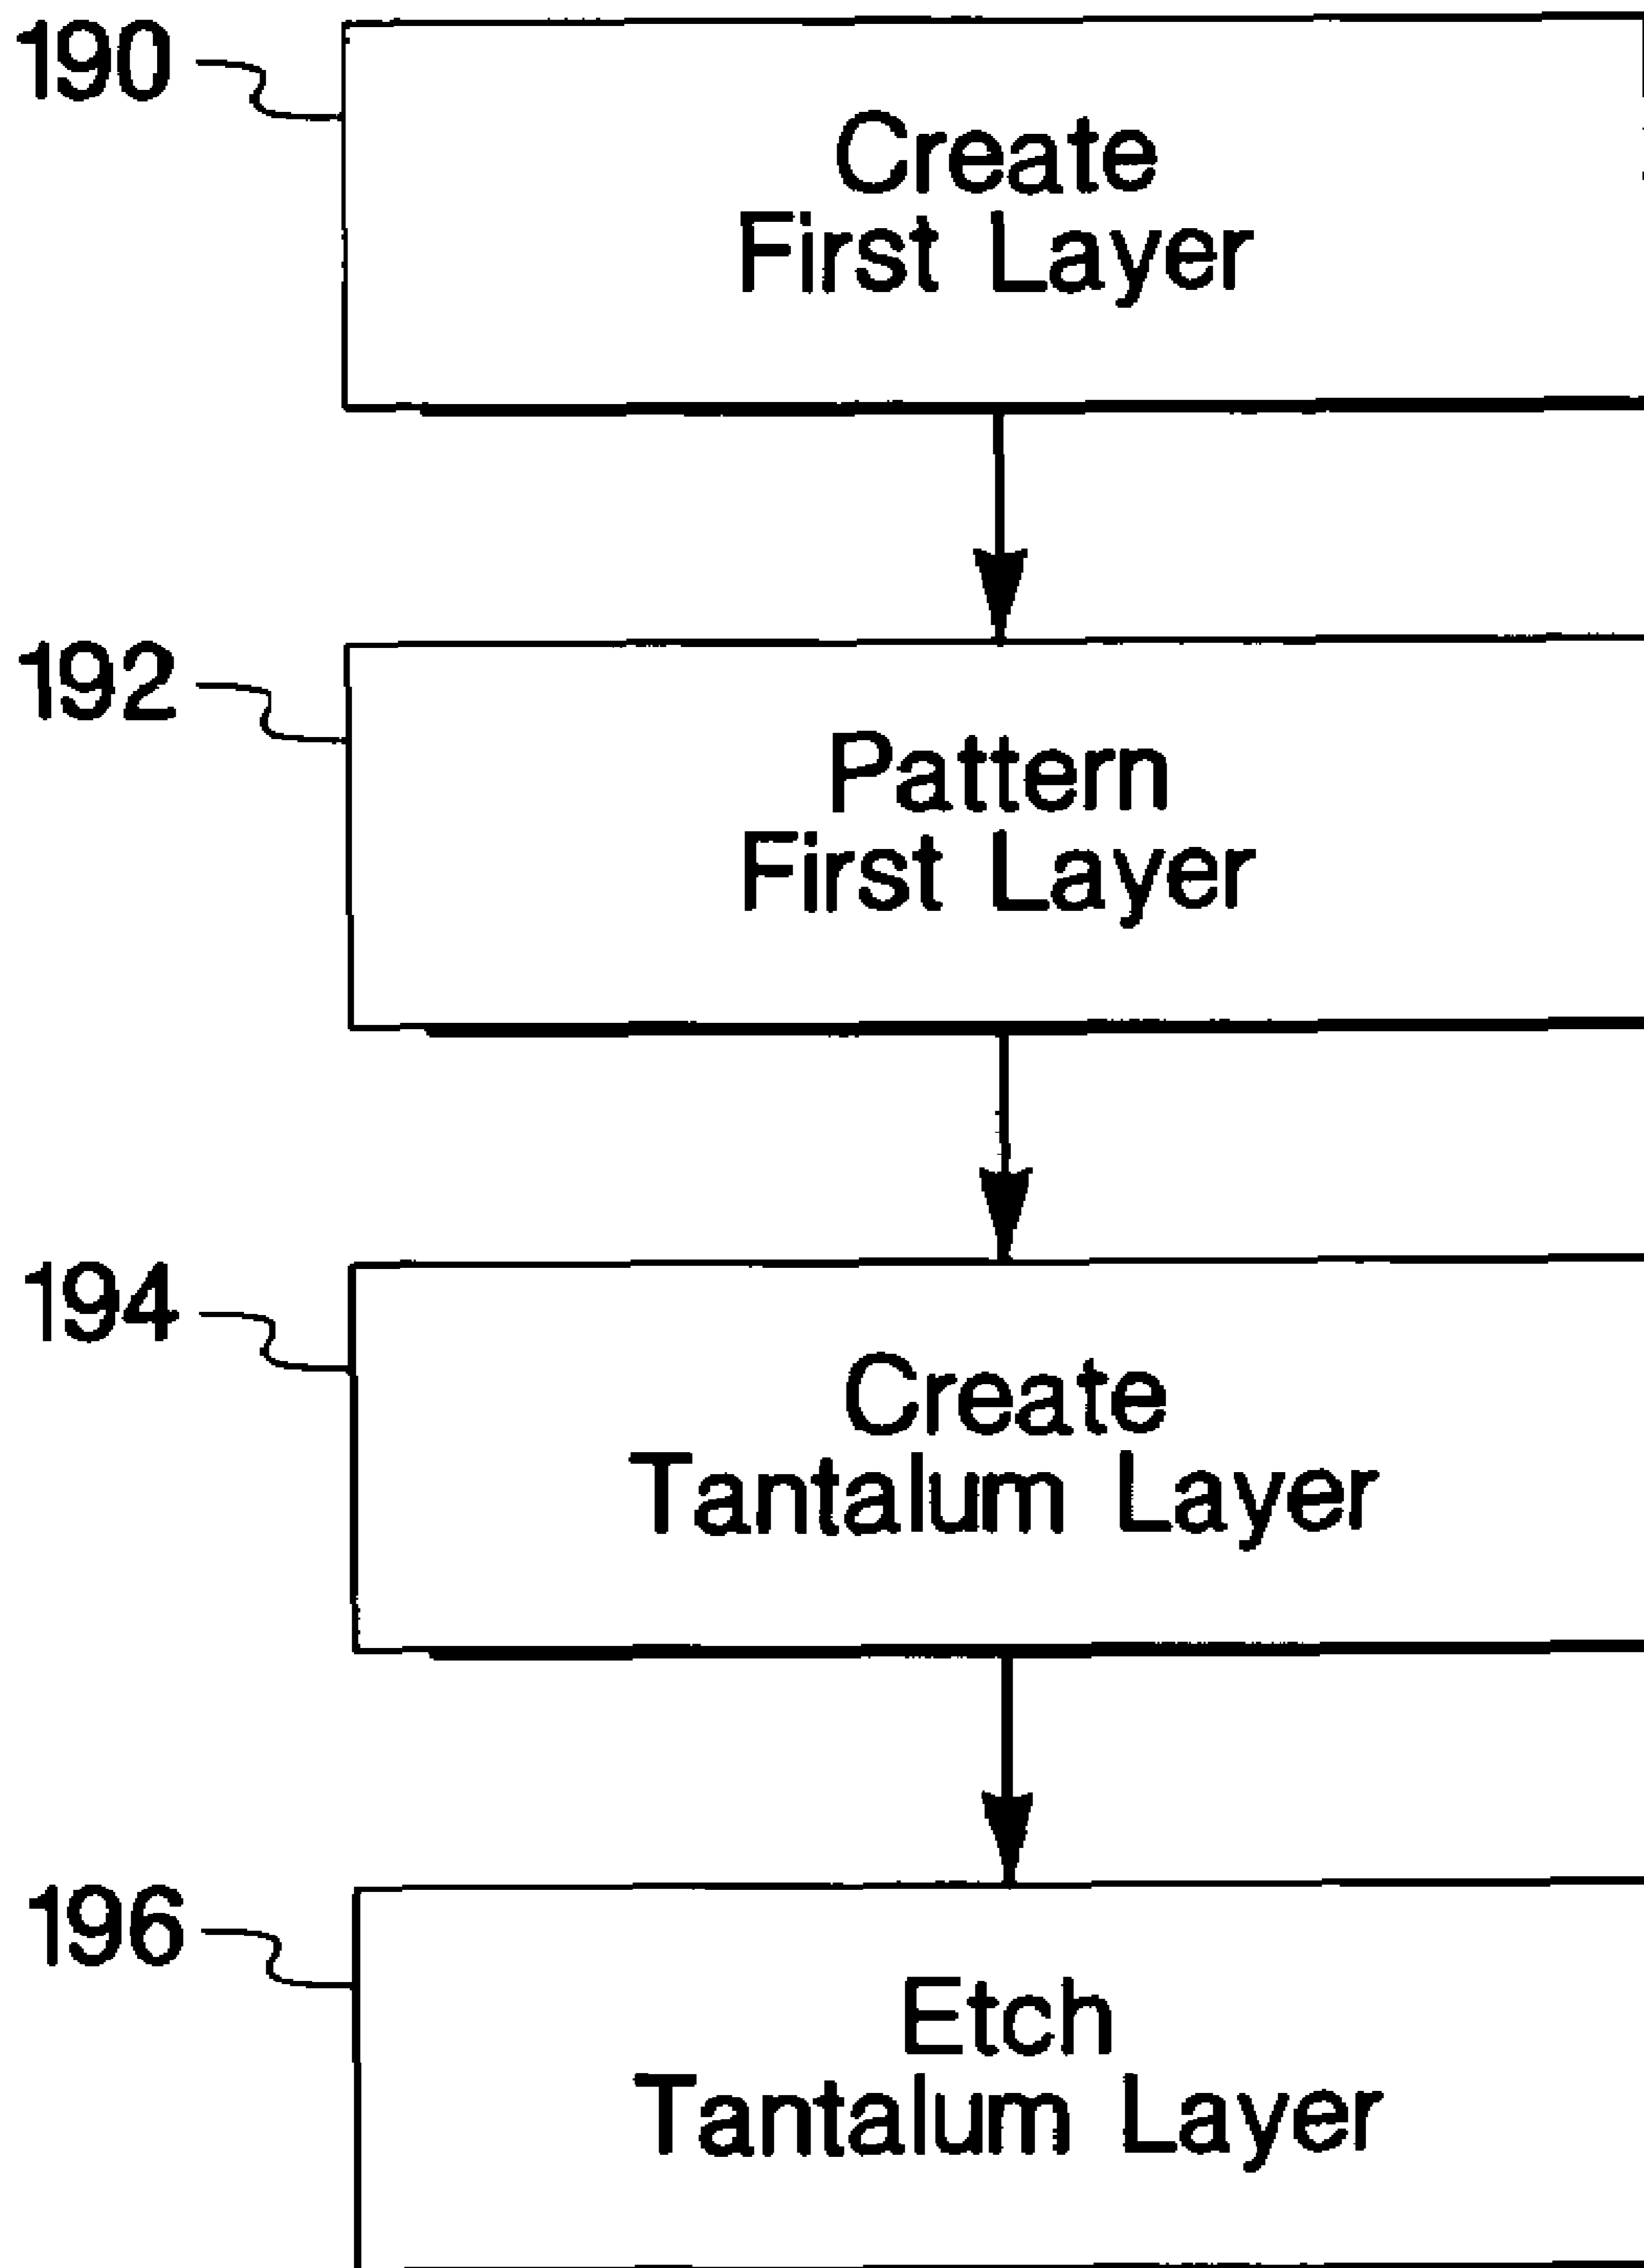 190
Create
First Layer
192
Pattern
First Layer
194
Create
Tantalum Layer
196
Etch
Tantalum Layer